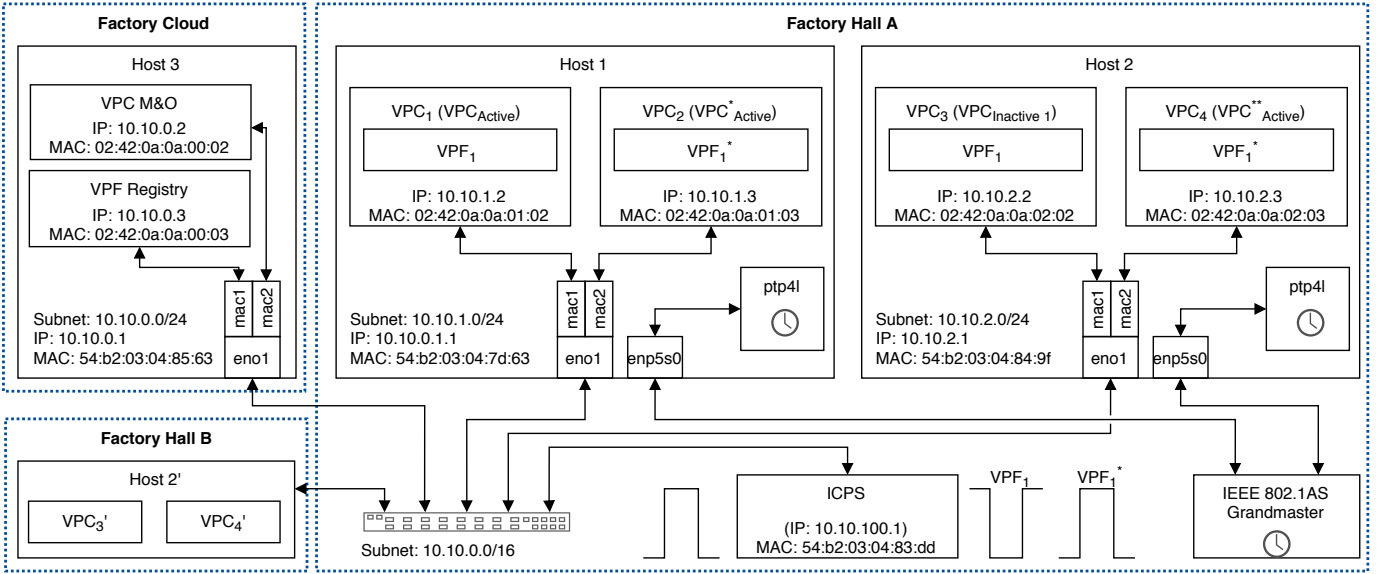 Factory Cloud
Host 3
VPC M&O
IP: 10.10.0.2
MAC: 02:42:0a:0a:00:02
VPF Registry
IP: 10.10.0.3
MAC: 02:42:0a:0a:00:03
mac1
mac2
Subnet: 10.10.0.0/24
IP: 10.10.0.1
MAC: 54:b2:03:04:85:63
eno1
Factory Hall A
Host 1
VPC1 (VPCActive)
VPF1
IP: 10.10.1.2
MAC: 02:42:0a:0a:01:02
VPC2 (VPC*Active)
VPF1*
IP: 10.10.1.3
MAC: 02:42:0a:0a:01:03
mac1
mac2
ptp4l
Subnet: 10.10.1.0/24
IP: 10.10.0.1.1
MAC: 54:b2:03:04:7d:63
eno1
enp5s0
Host 2
VPC3 (VPCInactive 1)
VPF1
IP: 10.10.2.2
MAC: 02:42:0a:0a:02:02
VPC4 (VPC**Active)
VPF1*
IP: 10.10.2.3
MAC: 02:42:0a:0a:02:03
mac1
mac2
ptp4l
Subnet: 10.10.2.0/24
IP: 10.10.2.1
MAC: 54:b2:03:04:84:9f
eno1
enp5s0
Factory Hall B
Host 2'
VPC3'
VPC4'
Subnet: 10.10.0.0/16
ICPS
(IP: 10.10.100.1)
MAC: 54:b2:03:04:83:dd
VPF1
VPF1*
IEEE 802.1AS
Grandmaster